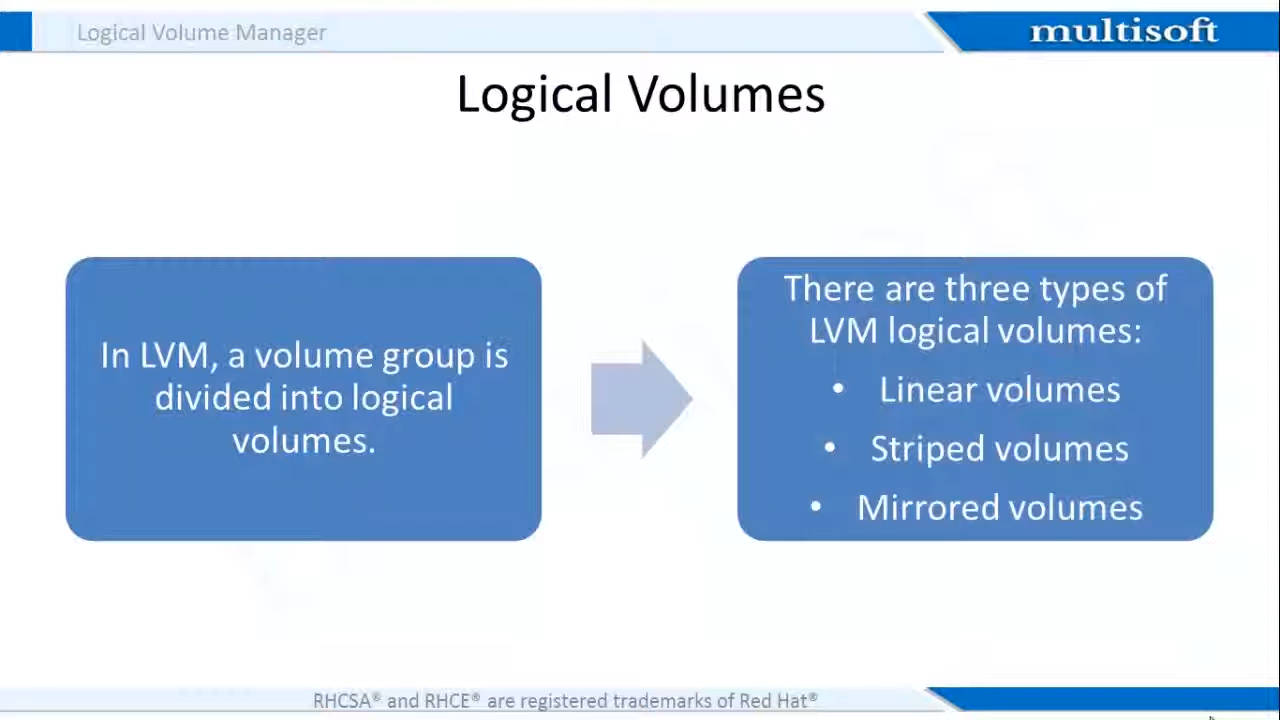 Logical Volume Manager
multisoft
Logical Volumes
In LVM, a volume group is
divided into logical
volumes.
There are three types of
LVM logical volumes:
• Linear volumes
• Striped volumes
• Mirrored volumes
RHCSA® and RHCE® are registered trademarks of Red Hat®